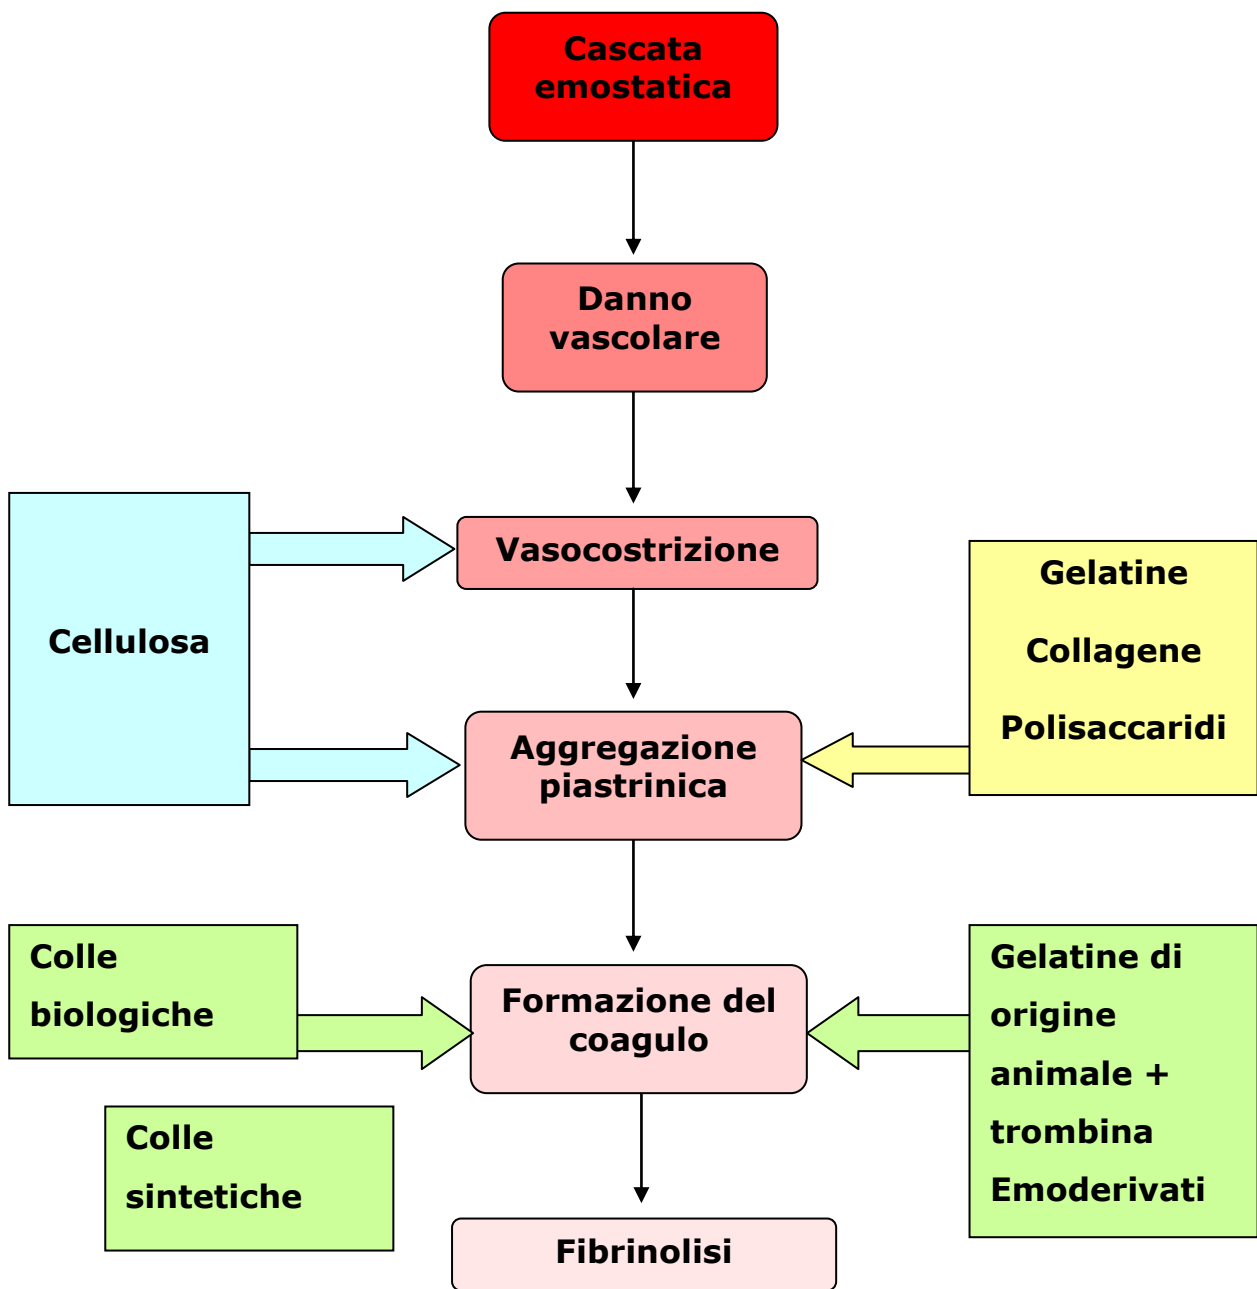 Cascata
emostatica
Danno
vascolare
Vasocostrizione
Cellulosa
Gelatine
Collagene
Polisaccaridi
Aggregazione
piastrinica
Colle
biologiche
Formazione del
coagulo
Gelatine di
origine
animale +
trombina
Emoderivati
Colle
sintetiche
Fibrinolisi